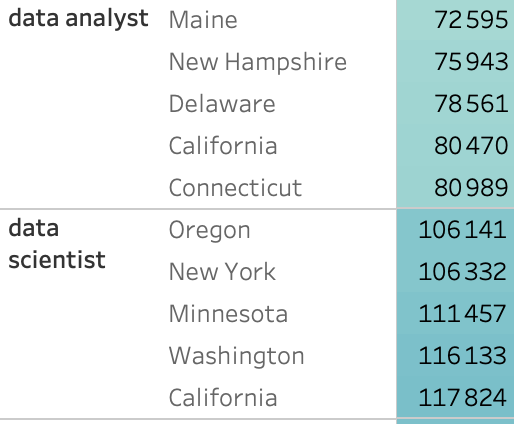 data analyst Maine 72 595
New Hampshire 75 943
Delaware 78 561
California 80 470
Connecticut 80 989
data scientist Oregon 106 141
New York 106 332
Minnesota 111 457
Washington 116 133
California 117 824